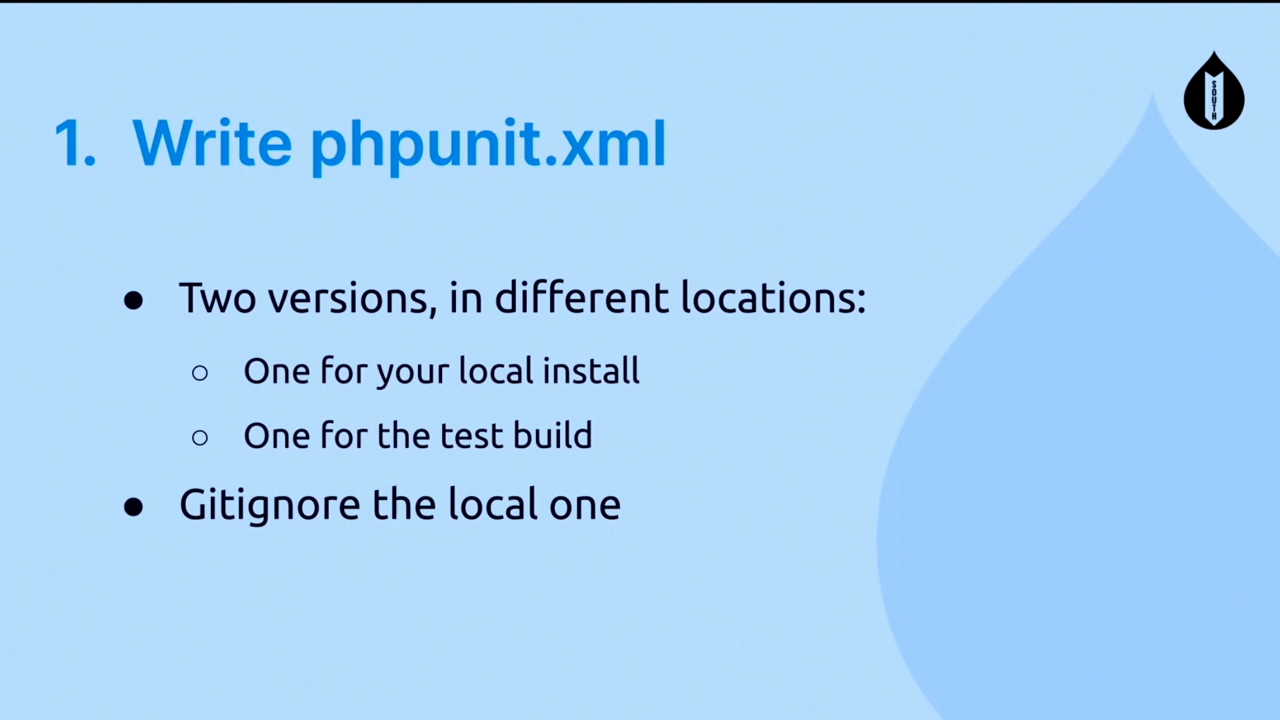 SOUTH
1. Write phpunit.xml
● Two versions, in different locations:
○ One for your local install
○ One for the test build
● Gitignore the local one